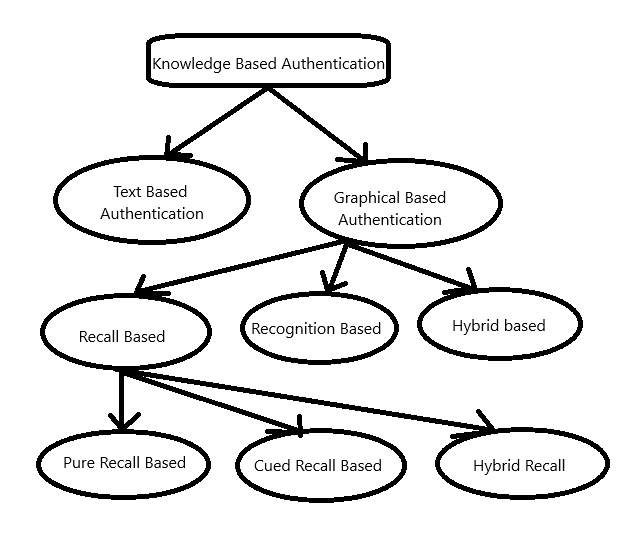 Knowledge Based Authentication
Text Based
Authentication
Graphical Based
Authentication
Recall Based
Recognition Based
Hybrid based
Pure Recall Based
Cued Recall Based
Hybrid Recall